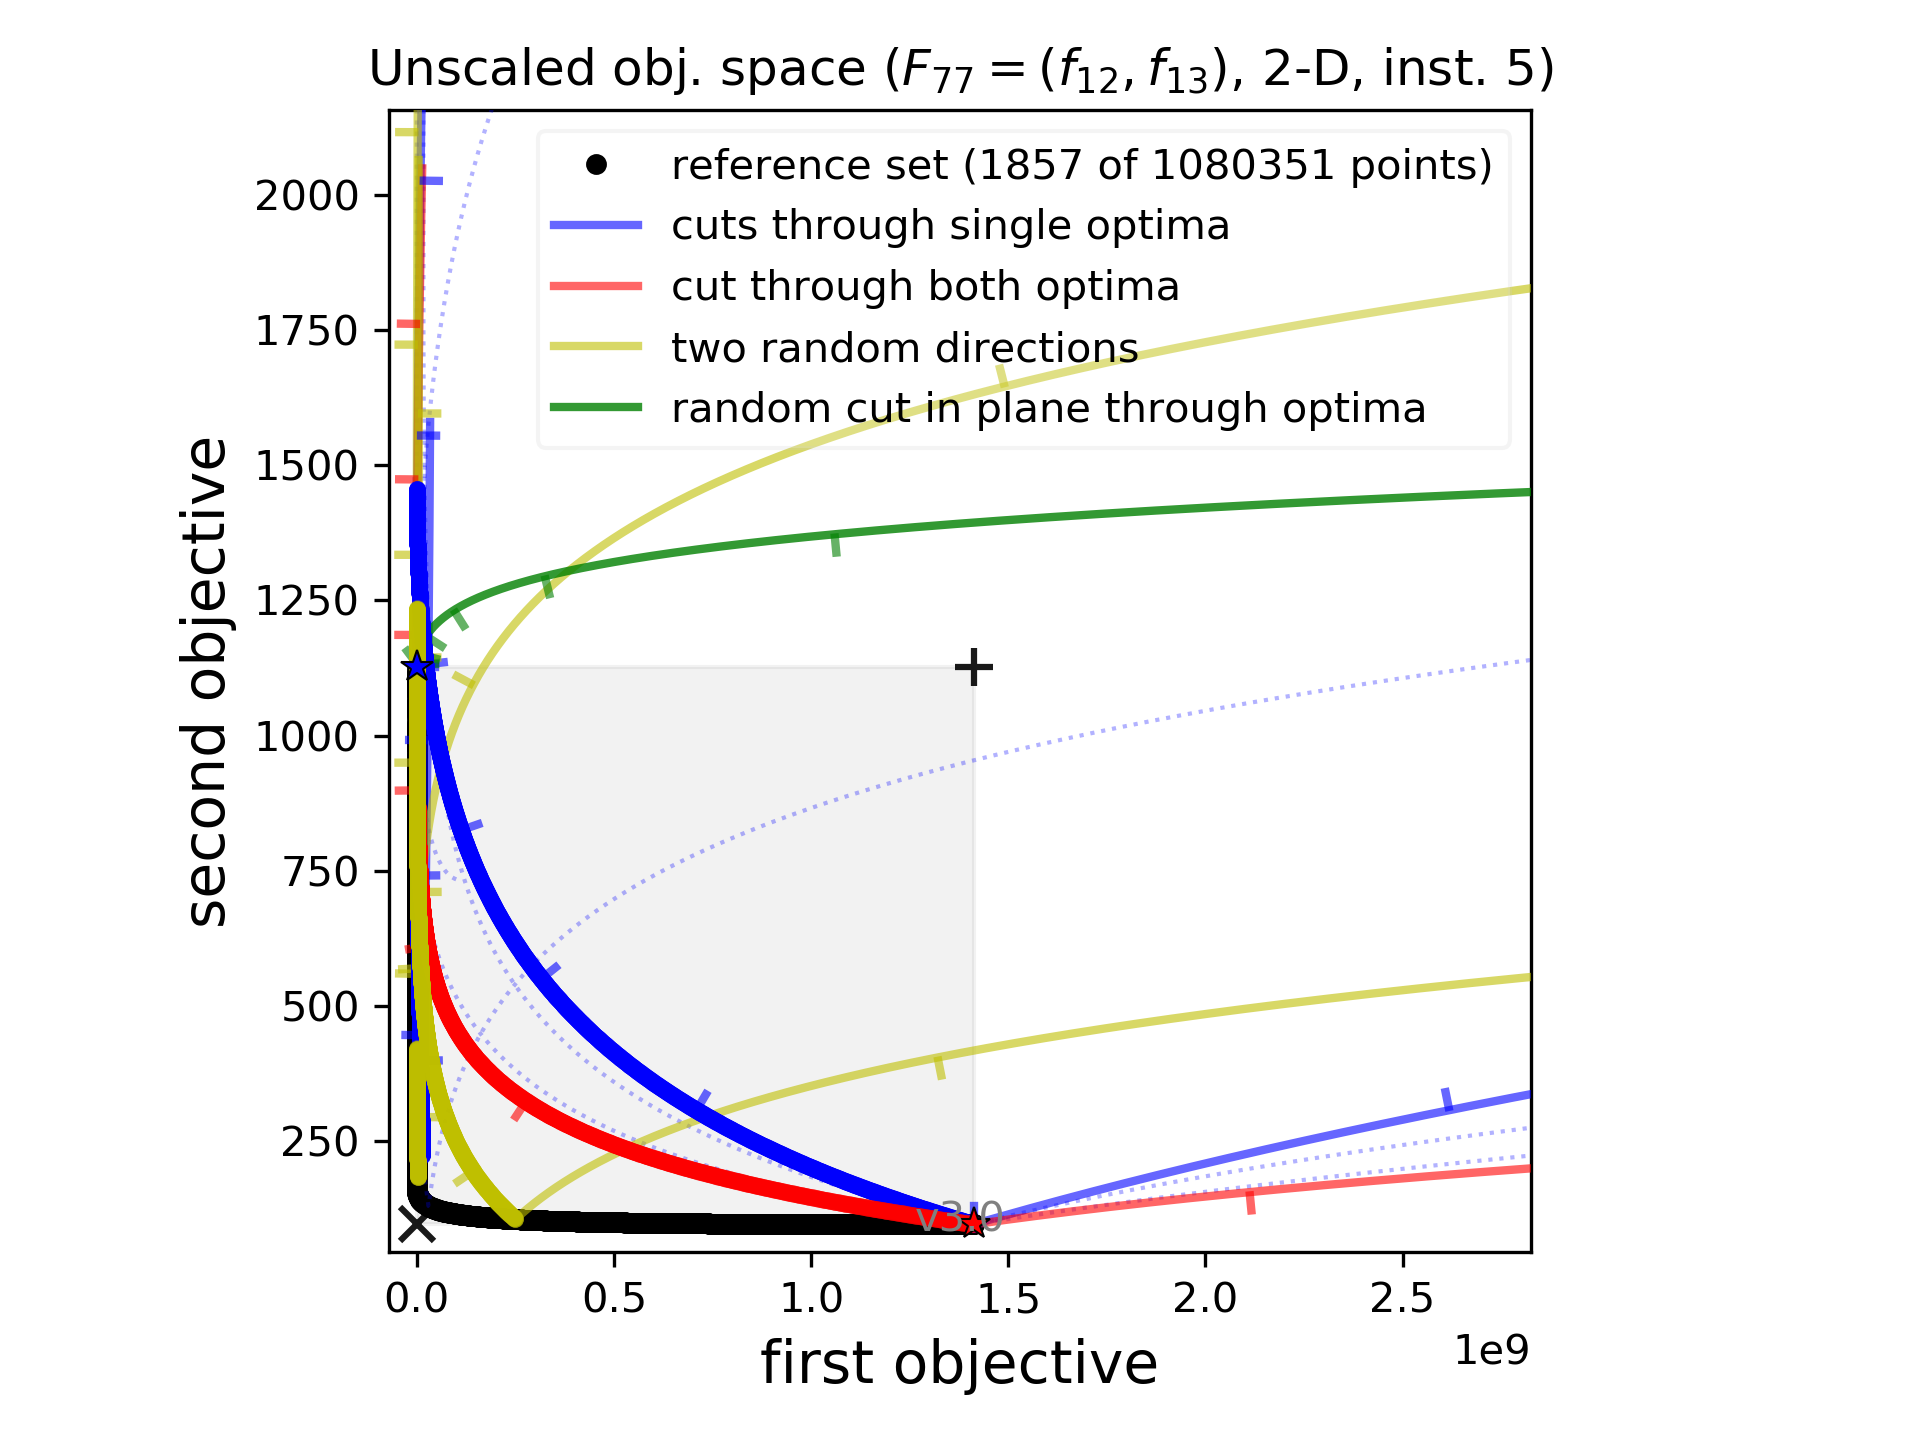 Unscaled obj. space (F77 = (f12, f13), 2-D, inst. 5)
reference set (1857 of 1080351 points)
cuts through single optima
cut through both optima
two random directions
random cut in plane through optima
2000
1750
1500
1250
1000
750
500
250
second objective
v3.0
0.0 0.5 1.0 1.5 2.0 2.5
1e9
first objective